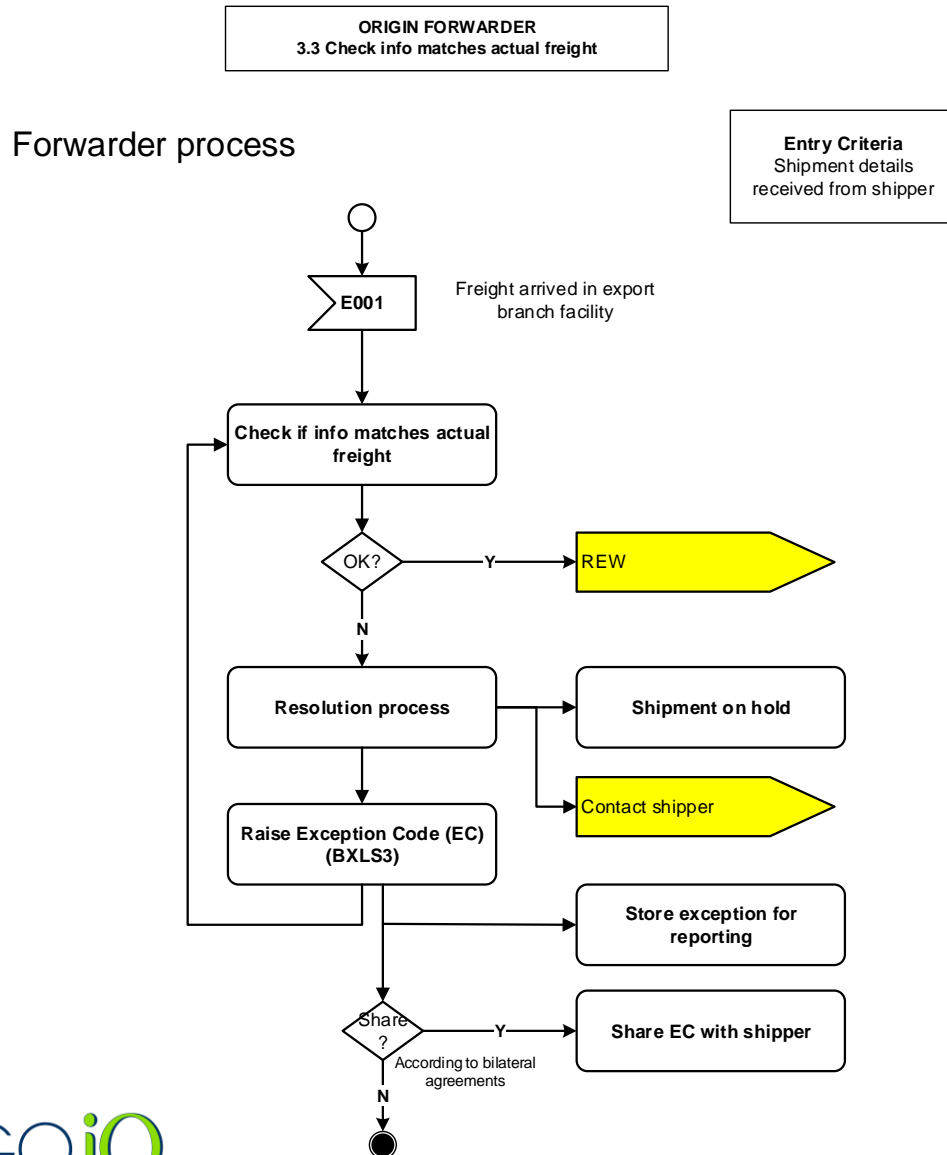 ORIGIN FORWARDER
3.3 Check info matches actual freight
Forwarder process
Entry Criteria
Shipment details
received from shipper
E001
Freight arrived in export
branch facility
Check if info matches actual
freight
OK?
Y
REW
N
Resolution process
Shipment on hold
Contact shipper
Raise Exception Code (EC)
(BXLS3)
Store exception for
reporting
Share
?
Y
Share EC with shipper
According to bilateral
agreements
N
GO iQ